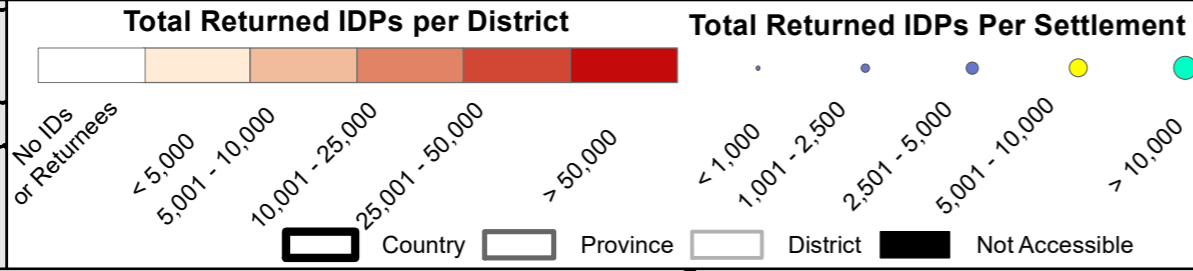 Total Returned IDPs per District
No IDs
or Returnees
< 5,000
5,001 - 10,000
10,001 - 25,000
25,001 - 50,000
> 50,000
Total Returned IDPs Per Settlement
< 1,000
1,001 - 2,500
2,501 - 5,000
5,001 - 10,000
> 10,000
Country
Province
District
Not Accessible